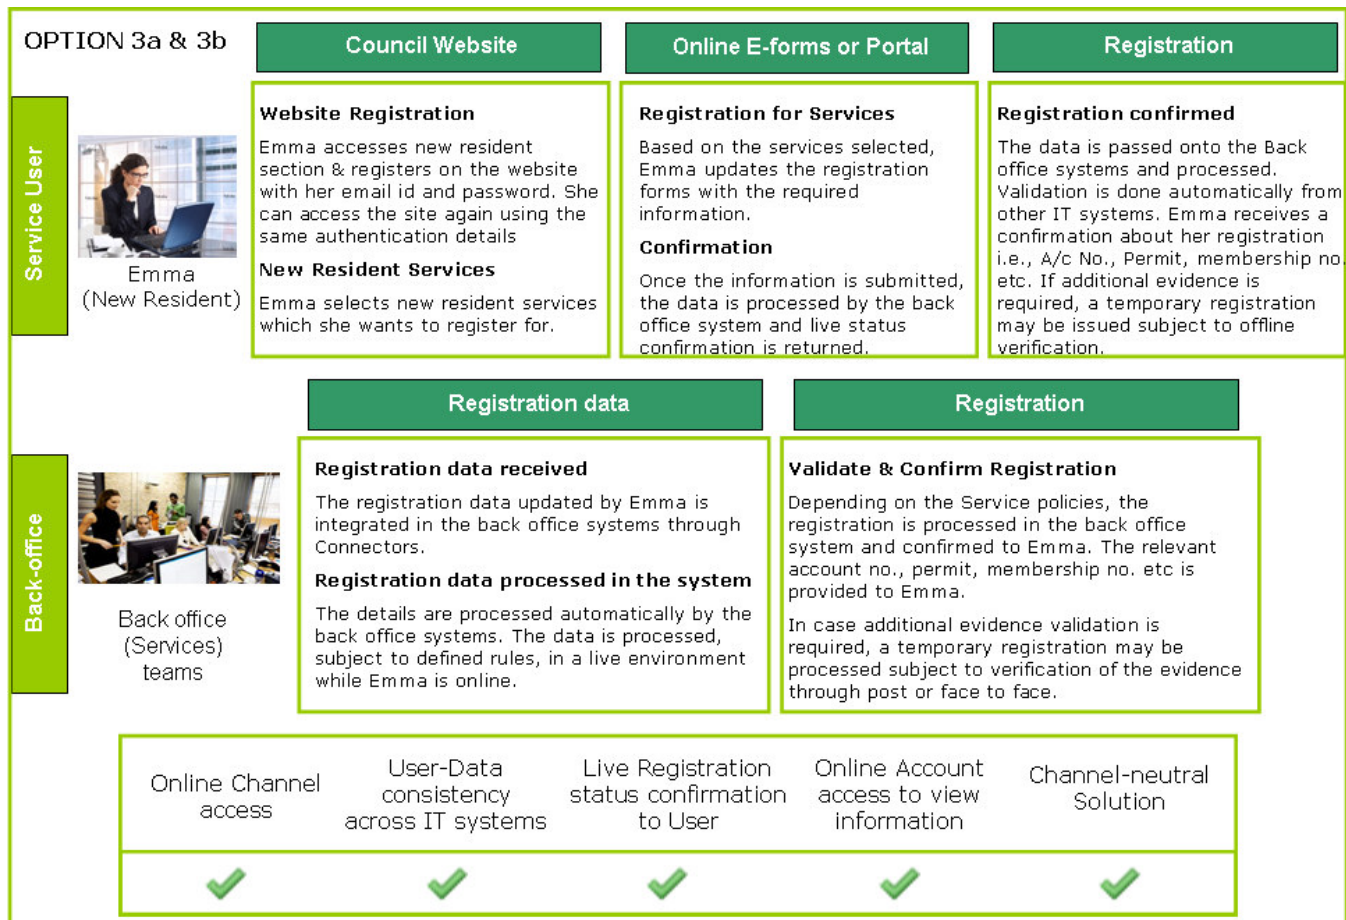 OPTION 3a & 3b
Council Website
Online E-forms or Portal
Registration
Service User
Emma
(New Resident)
Website Registration
Emma accesses new resident
section & registers on the website
with her email id and password. She
can access the site again using the
same authentication details
New Resident Services
Emma selects new resident services
which she wants to register for.
Registration for Services
Based on the services selected,
Emma updates the registration
forms with the required
information.
Confirmation
Once the information is submitted,
the data is processed by the back
office system and live status
confirmation is returned.
Registration confirmed
The data is passed onto the Back
office systems and processed.
Validation is done automatically from
other IT systems. Emma receives a
confirmation about her registration
i.e., A/c No., Permit, membership no.
etc. If additional evidence is
required, a temporary registration
may be issued subject to offline
verification.
Registration data
Registration
Back-office
Back office
(Services)
teams
Registration data received
The registration data updated by Emma is
integrated in the back office systems through
Connectors.
Registration data processed in the system
The details are processed automatically by the
back office systems. The data is processed,
subject to defined rules, in a live environment
while Emma is online.
Validate & Confirm Registration
Depending on the Service policies, the
registration is processed in the back office
system and confirmed to Emma. The relevant
account no., permit, membership no. etc is
provided to Emma.
In case additional evidence validation is
required, a temporary registration may be
processed subject to verification of the evidence
through post or face to face.
Online Channel
access
User-Data
consistency
across IT systems
Live Registration
status confirmation
to User
Online Account
access to view
information
Channel-neutral
Solution